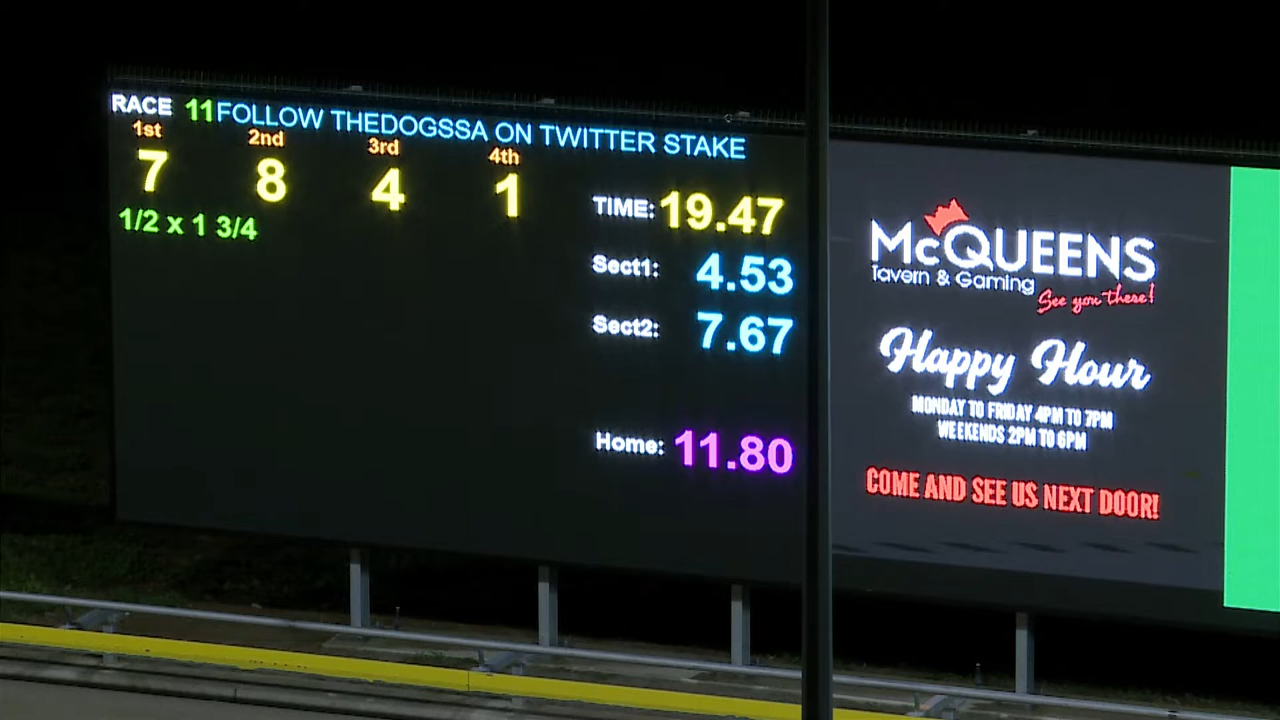 RACE 11 FOLLOW THEDOGSSA ON TWITTER STAKE
1st 2nd 3rd 4th
7 8 4 1
1/2 x 1 3/4
TIME: 19.47
Sect1: 4.53
Sect2: 7.67
Home: 11.80
McQUEENS
Tavern & Gaming
See you there!
Happy Hour
MONDAY TO FRIDAY 4PM TO 7PM
WEEKENDS 2PM TO 6PM
COME AND SEE US NEXT DOOR!